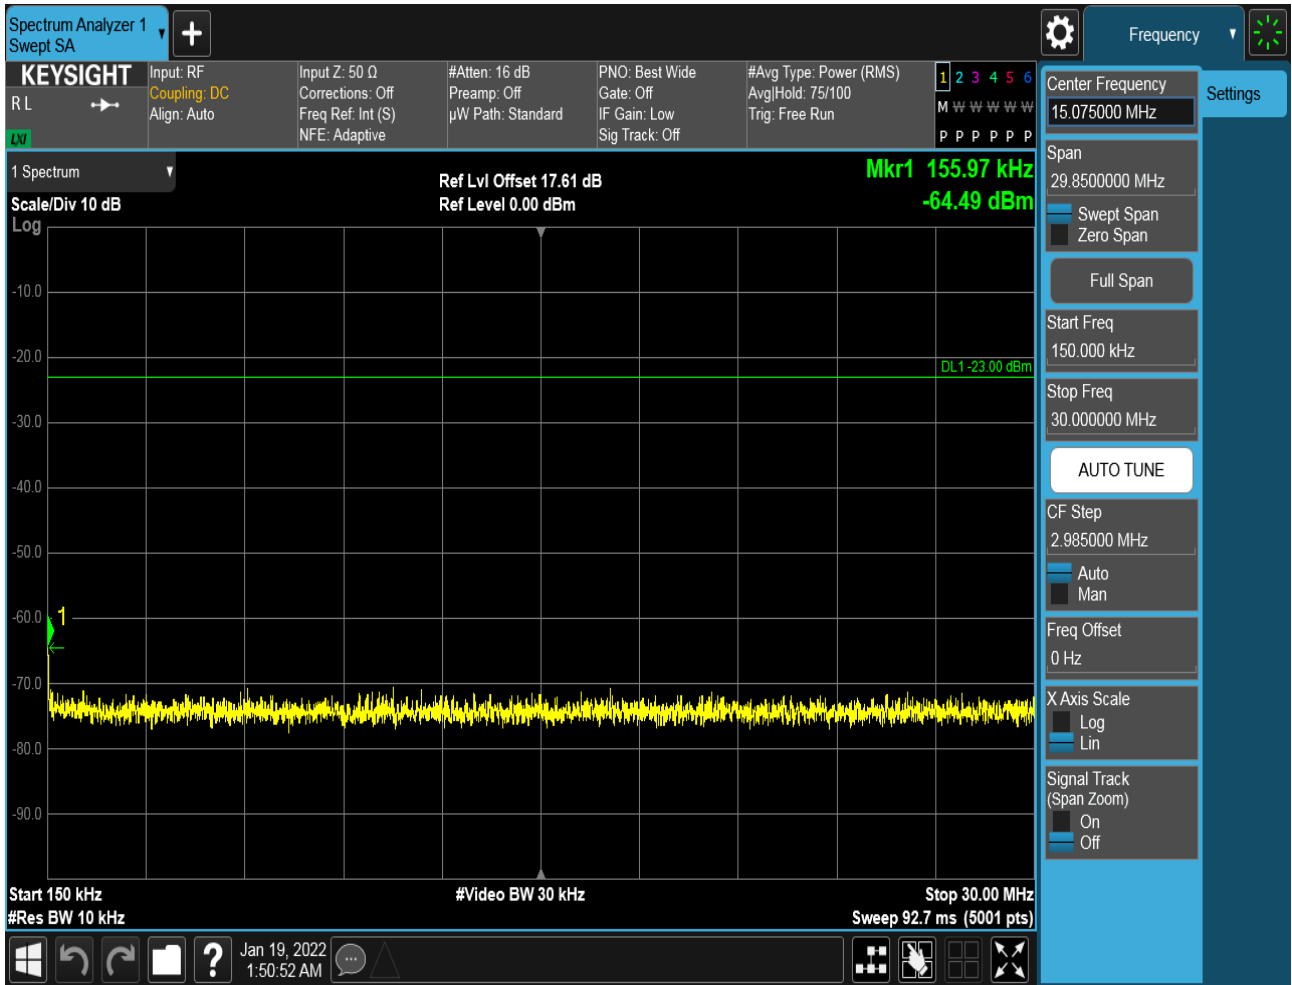 Spectrum Analyzer 1
Swept SA
+
Frequency
KEYSIGHT
R L
LXI
Input: RF
Coupling: DC
Align: Auto
Input Z: 50 Ω
Corrections: Off
Freq Ref: Int (S)
NFE: Adaptive
#Atten: 16 dB
Preamp: Off
µW Path: Standard
PNO: Best Wide
Gate: Off
IF Gain: Low
Sig Track: Off
#Avg Type: Power (RMS)
Avg|Hold: 75/100
Trig: Free Run
1 2 3 4 5 6
M W W W W W
P P P P P P
1 Spectrum
Scale/Div 10 dB
Log
Ref Lvl Offset 17.61 dB
Ref Level 0.00 dBm
Mkr1 155.97 kHz
-64.49 dBm
-10.0
-20.0
DL1 -23.00 dBm
-30.0
-40.0
-50.0
-60.0
1
-70.0
-80.0
-90.0
Start 150 kHz
#Res BW 10 kHz
#Video BW 30 kHz
Stop 30.00 MHz
Sweep 92.7 ms (5001 pts)
Center Frequency
15.075000 MHz
Settings
Span
29.8500000 MHz
Swept Span
Zero Span
Full Span
Start Freq
150.000 kHz
Stop Freq
30.000000 MHz
AUTO TUNE
CF Step
2.985000 MHz
Auto
Man
Freq Offset
0 Hz
X Axis Scale
Log
Lin
Signal Track
(Span Zoom)
On
Off
?
Jan 19, 2022
1:50:52 AM